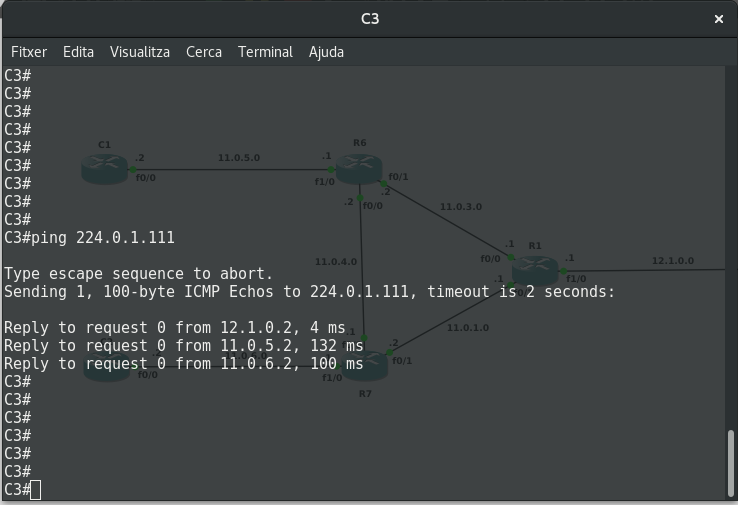 C3
Fitxer Edita Visualitza Cerca Terminal Ajuda
C3#
C3#
C3#
C3#
C3#
C3#
C3#
C3#
C3#
C3#ping 224.0.1.111
Type escape sequence to abort.
Sending 1, 100-byte ICMP Echos to 224.0.1.111, timeout is 2 seconds:
Reply to request 0 from 12.1.0.2, 4 ms
Reply to request 0 from 11.0.5.2, 132 ms
Reply to request 0 from 11.0.6.2, 100 ms
C3#
C3#
C3#
C3#
C3#
C3#
C3#
C1
.2
f0/0
11.0.5.0
.1
f1/0
R6
f0/1
.2
.2
f0/0
11.0.3.0
.1
f0/0
R1
.1
f1/0
12.1.0.0
11.0.4.0
.1
11.0.1.0
.1
.2
f0/1
f1/0
R7
f0/0
.2